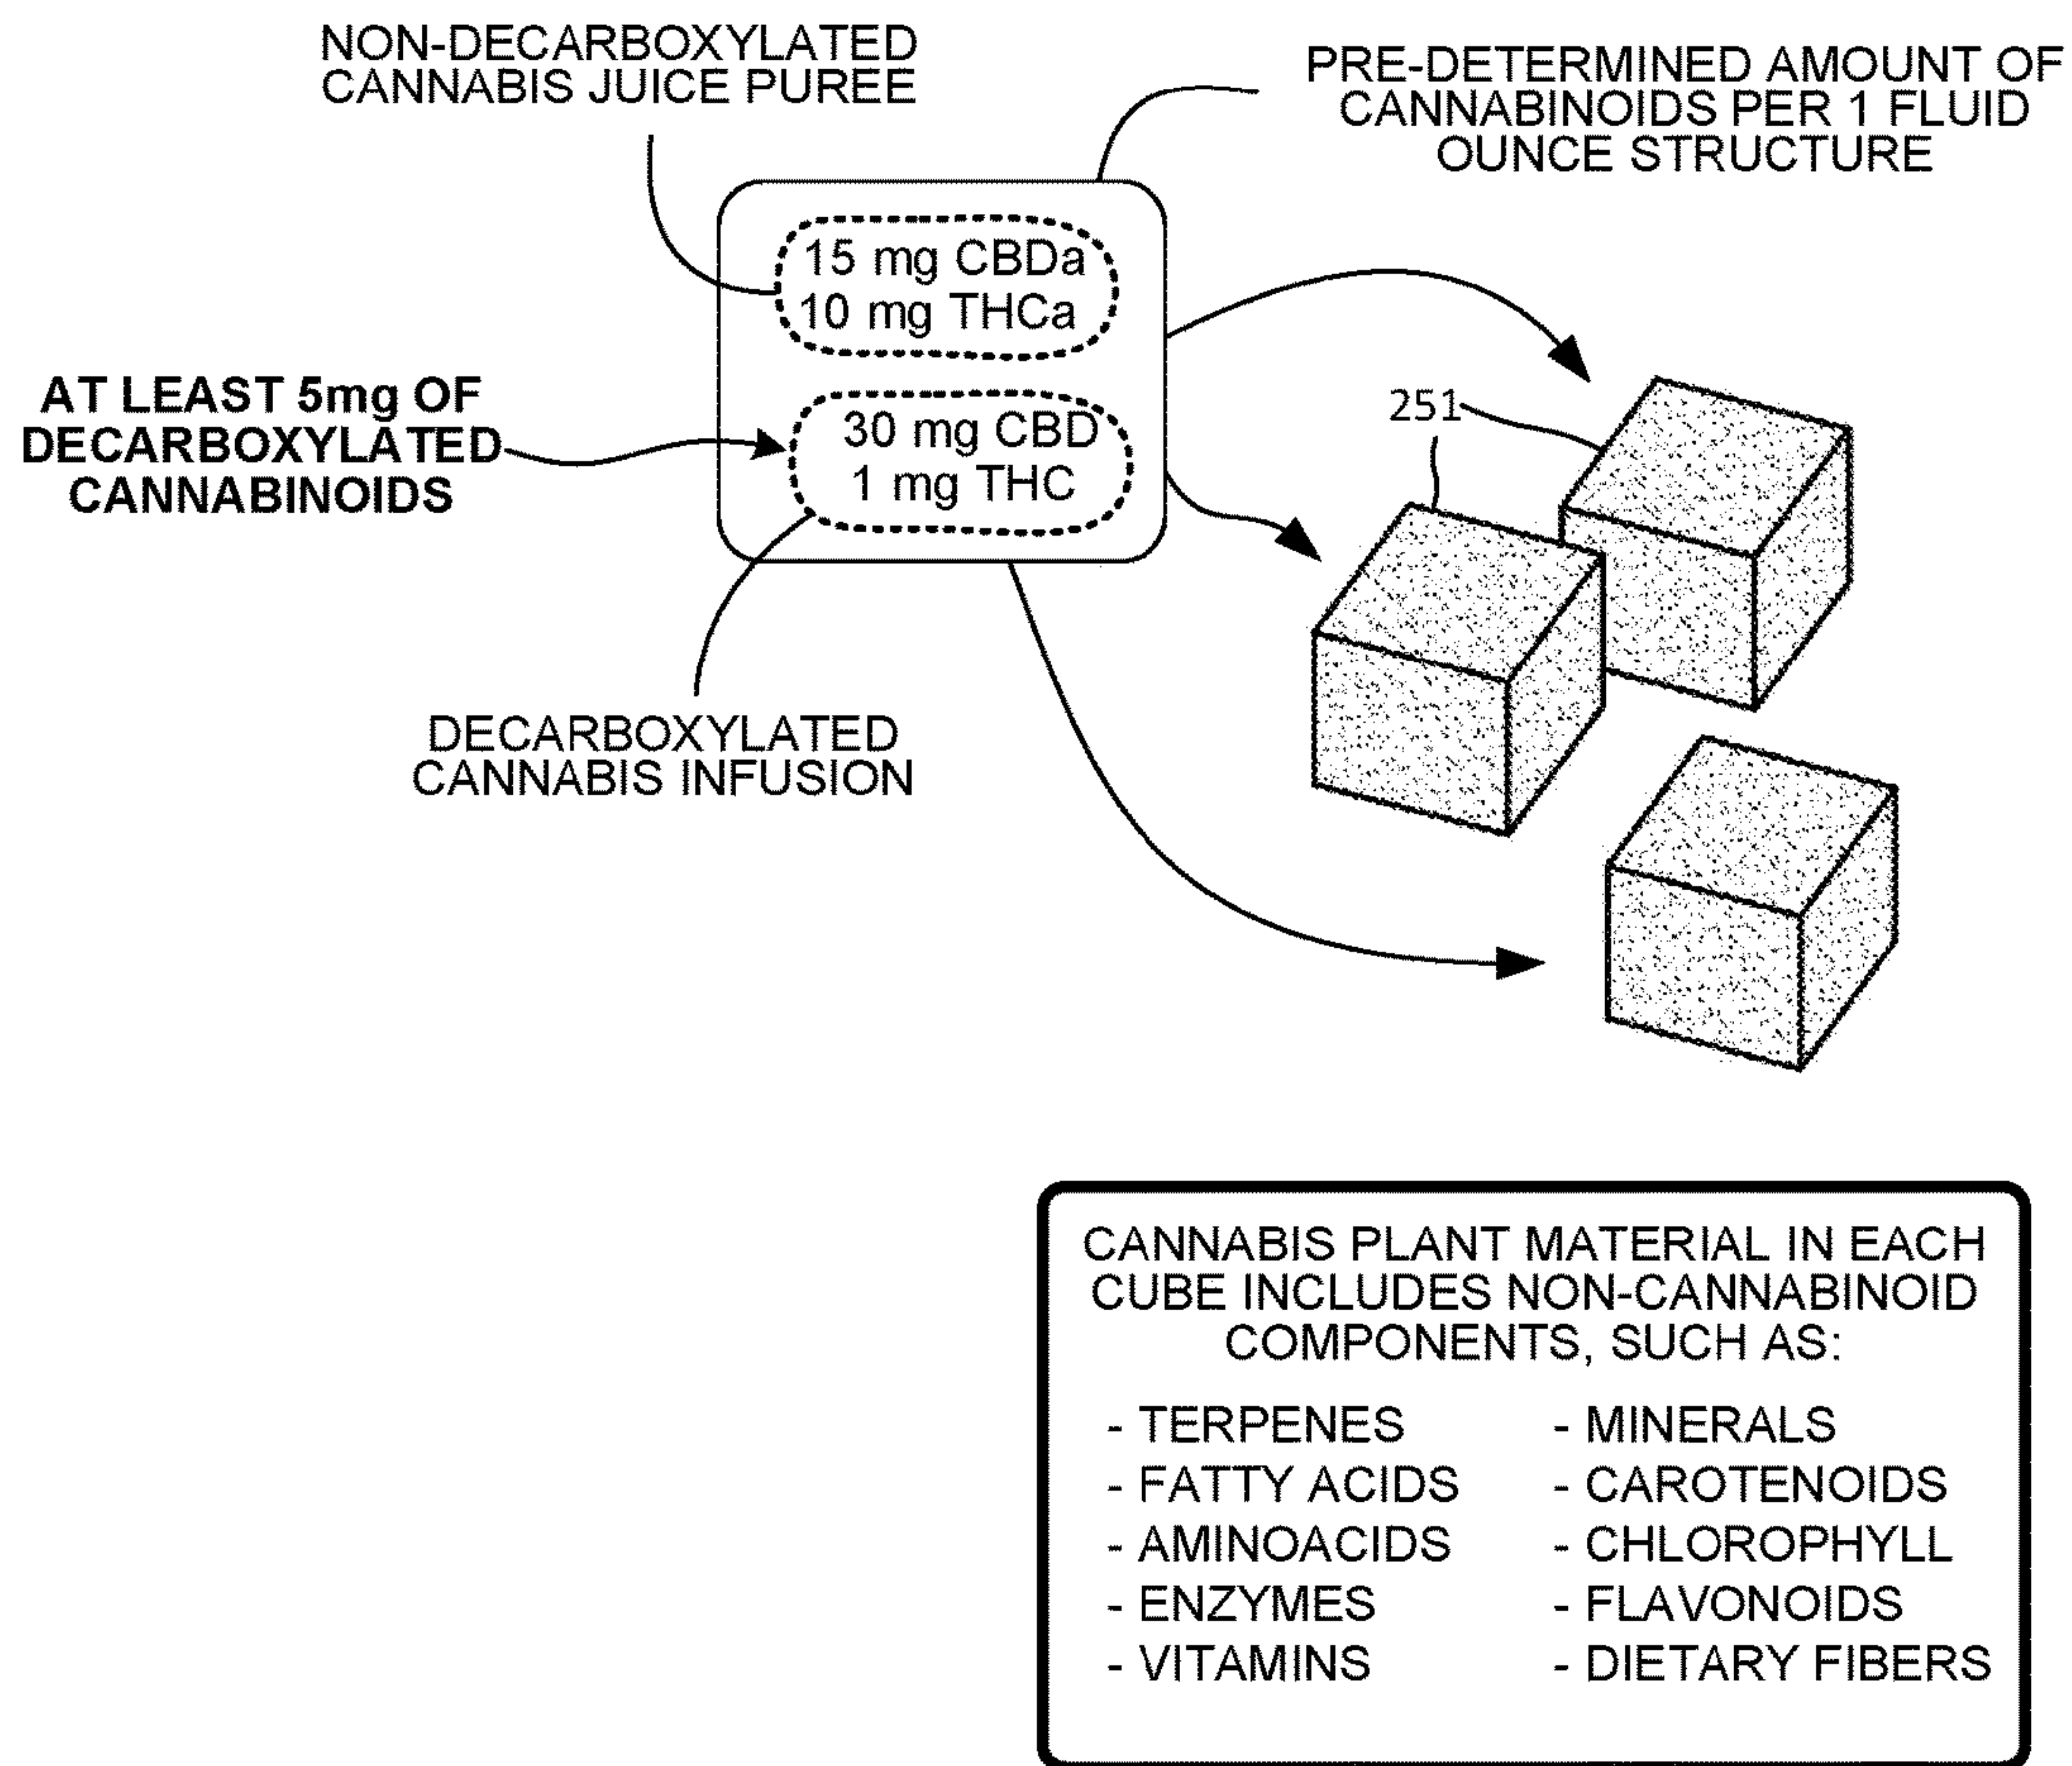 NON-DECARBOXYLATED
CANNABIS JUICE PUREE
PRE-DETERMINED AMOUNT OF
CANNABINOIDS PER 1 FLUID
OUNCE STRUCTURE
15 mg CBDa
10 mg THCa
AT LEAST 5mg OF
DECARBOXYLATED
CANNABINOIDS
30 mg CBD
1 mg THC
251
DECARBOXYLATED
CANNABIS INFUSION
CANNABIS PLANT MATERIAL IN EACH
CUBE INCLUDES NON-CANNABINOID
COMPONENTS, SUCH AS:
- TERPENES
- FATTY ACIDS
- AMINOACIDS
- ENZYMES
- VITAMINS
- MINERALS
- CAROTENOIDS
- CHLOROPHYLL
- FLAVONOIDS
- DIETARY FIBERS